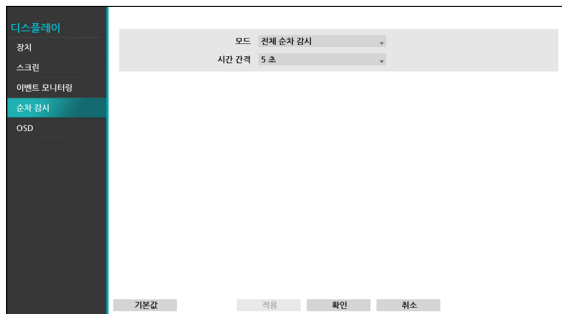 디스플레이
장치
스크린
이벤트 모니터링
순차 감시
OSD
모드 전체 순차 감시
시간 간격 5 초
기본값 적용 확인 취소